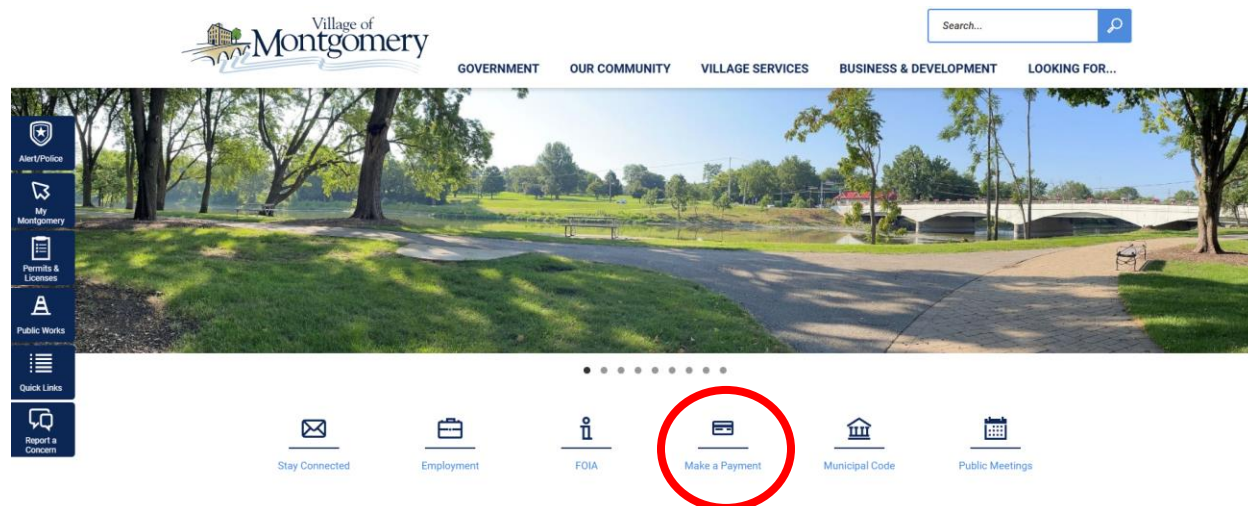 Village of
Montgomery
Search...
GOVERNMENT
OUR COMMUNITY
VILLAGE SERVICES
BUSINESS & DEVELOPMENT
LOOKING FOR...
Alert/Police
My
Montgomery
Permits &
Licenses
Public Works
Quick Links
Report a
Concern
Stay Connected
Employment
FOIA
Make a Payment
Municipal Code
Public Meetings